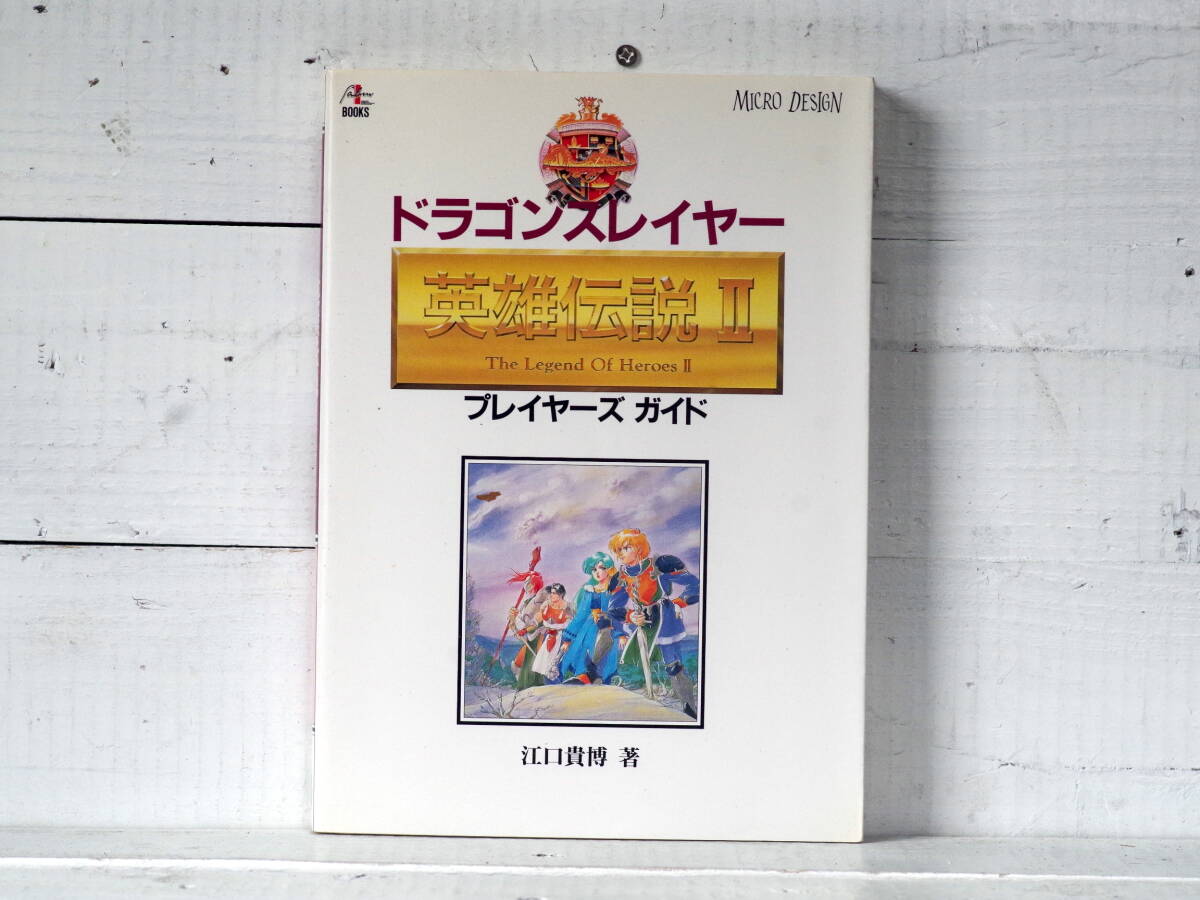 BOOKS
MICRO DESIGN
ドラゴンスレイヤー
英雄伝説 II
The Legend Of Heroes II
プレイヤーズ ガイド
江口貴博 著